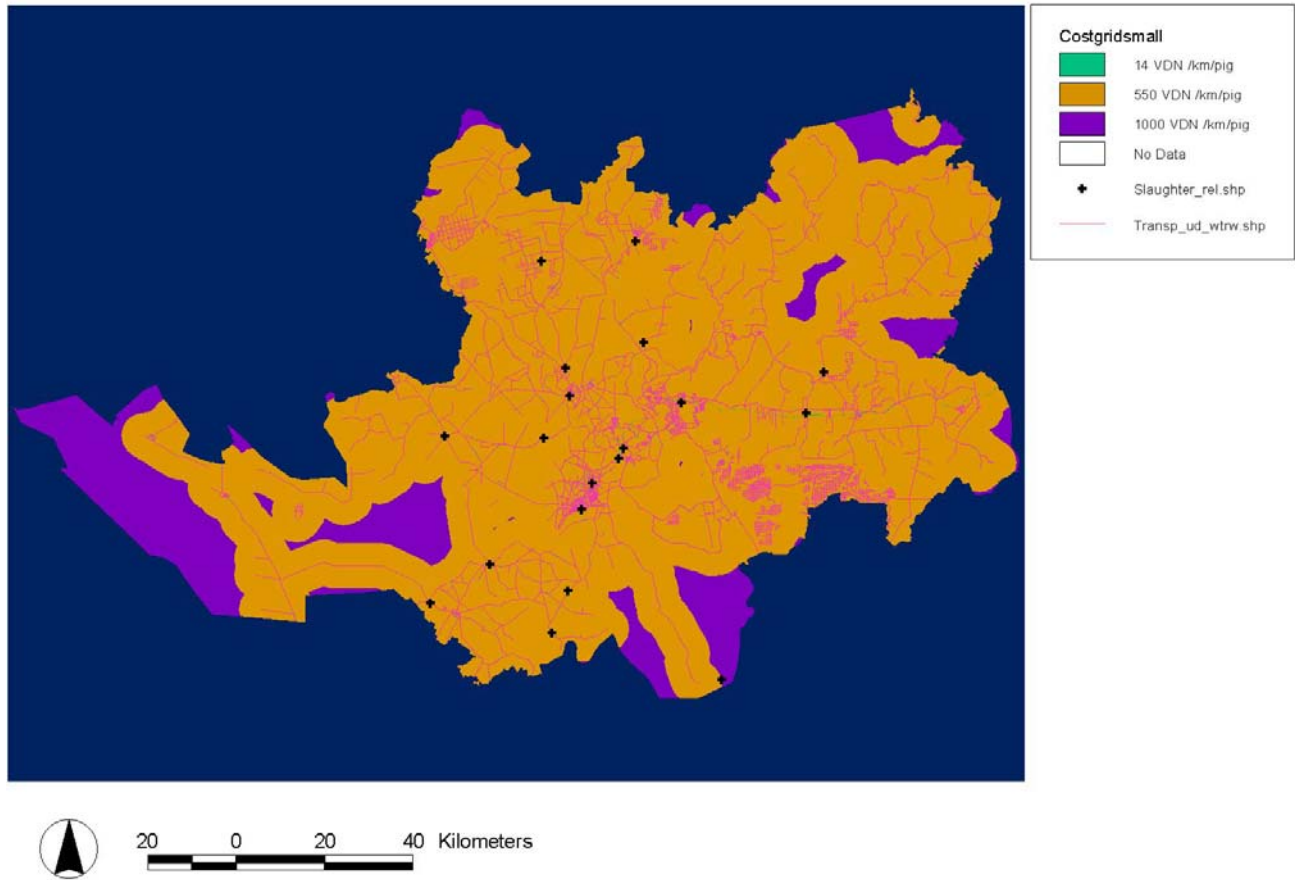 Costgridsmall
14 VDN /km/pig
550 VDN /km/pig
1000 VDN /km/pig
No Data
Slaughter_rel.shp
Transp_ud_wtrw.shp
20 0 20 40 Kilometers